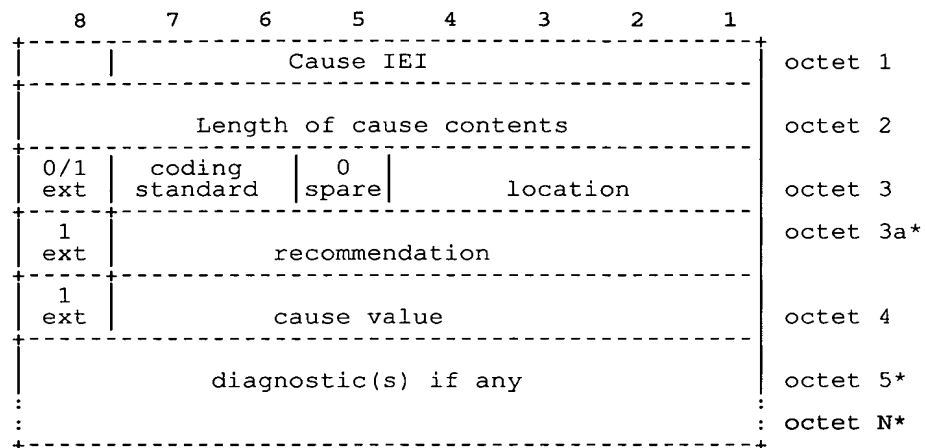 8 7 6 5 4 3 2 1
Cause IEI octet 1
Length of cause contents octet 2
0/1 coding 0
ext standard spare location octet 3
1 octet 3a*
ext recommendation
1
ext cause value octet 4
diagnostic(s) if any octet 5*
: : octet N*